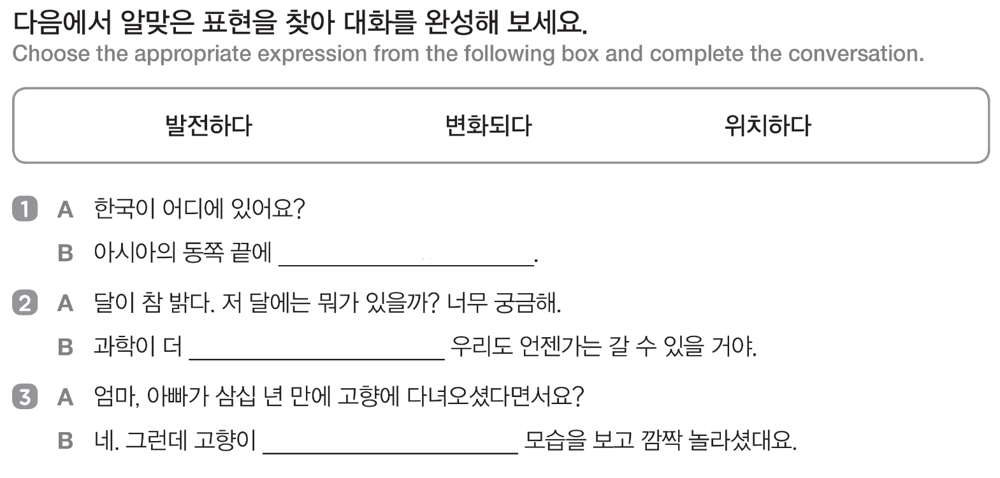 다음에서 알맞은 표현을 찾아 대화를 완성해 보세요.
Choose the appropriate expression from the following box and complete the conversation.
발전하다 변화되다 위치하다
1 A 한국이 어디에 있어요?
B 아시아의 동쪽 끝에 ____________________.
2 A 달이 참 밝다. 저 달에는 뭐가 있을까? 너무 궁금해.
B 과학이 더 ____________________ 우리도 언젠가는 갈 수 있을 거야.
3 A 엄마, 아빠가 삼십 년 만에 고향에 다녀오셨다면서요?
B 네. 그런데 고향이 ____________________ 모습을 보고 깜짝 놀라셨대요.